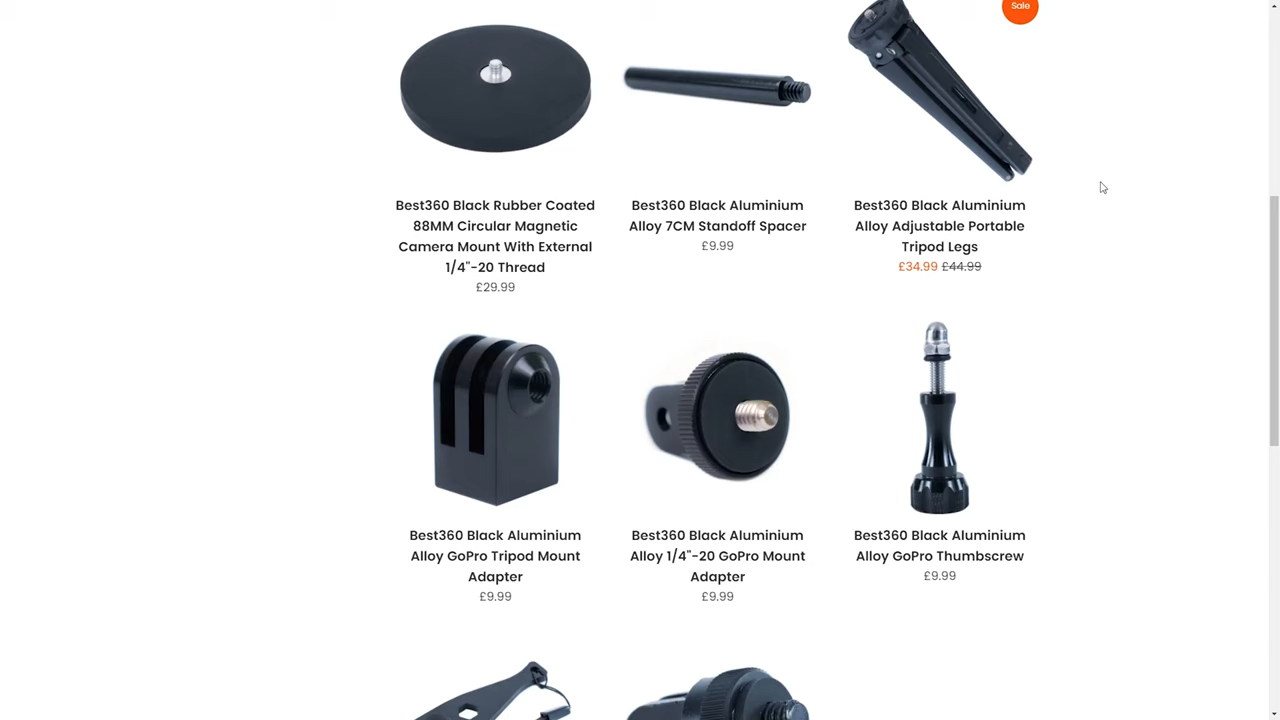 Sale
Best360 Black Rubber Coated
88MM Circular Magnetic
Camera Mount With External
1/4"-20 Thread
£29.99
Best360 Black Aluminium
Alloy 7CM Standoff Spacer
£9.99
Best360 Black Aluminium
Alloy Adjustable Portable
Tripod Legs
£34.99 £44.99
Best360 Black Aluminium
Alloy GoPro Tripod Mount
Adapter
£9.99
Best360 Black Aluminium
Alloy 1/4"-20 GoPro Mount
Adapter
£9.99
Best360 Black Aluminium
Alloy GoPro Thumbscrew
£9.99